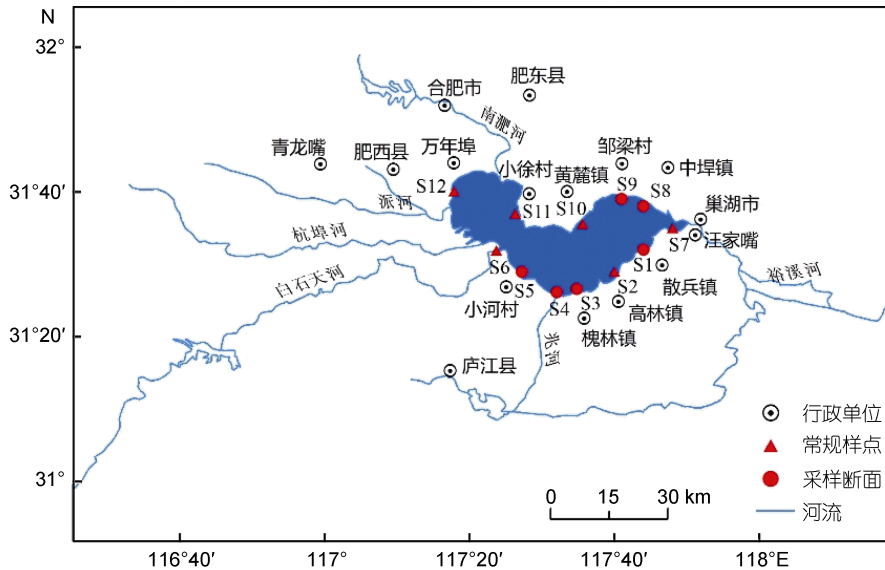 N
32°
合肥市
肥东县
南淝河
青龙嘴
肥西县
万年埠
小徐村
黄麓镇
邹梁村
中垾镇
31°40′
S12
S11
S10
S9
S8
巢湖市
派河
杭埠河
S6
S7
汪家嘴
白石天河
S5
S4
S3
S2
S1
散兵镇
裕溪河
小河村
高林镇
槐林镇
31°20′
兆河
庐江县
行政单位
常规样点
31°
采样断面
0 15 30 km
河流
116°40′ 117° 117°20′ 117°40′ 118°E